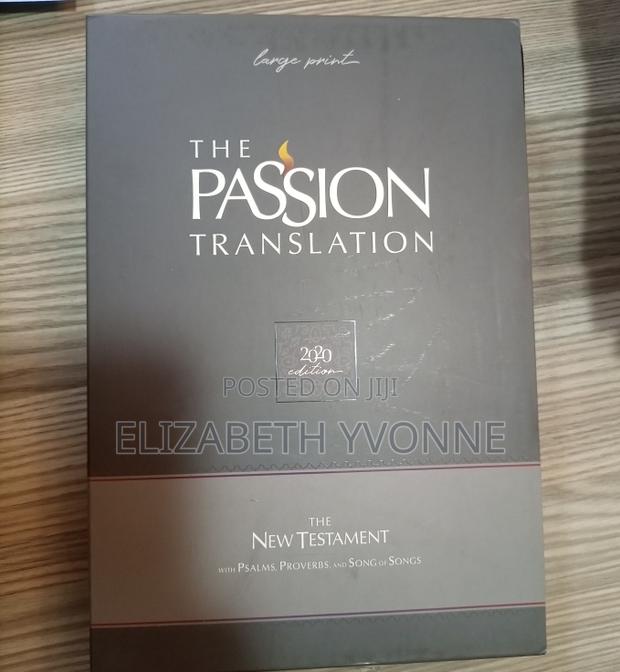 large print
THE
PASSION
TRANSLATION
2020
edition
POSTED ON JIJI
ELIZABETH YVONNE
THE
NEW TESTAMENT
WITH PSALMS, PROVERBS, AND SONG OF SONGS